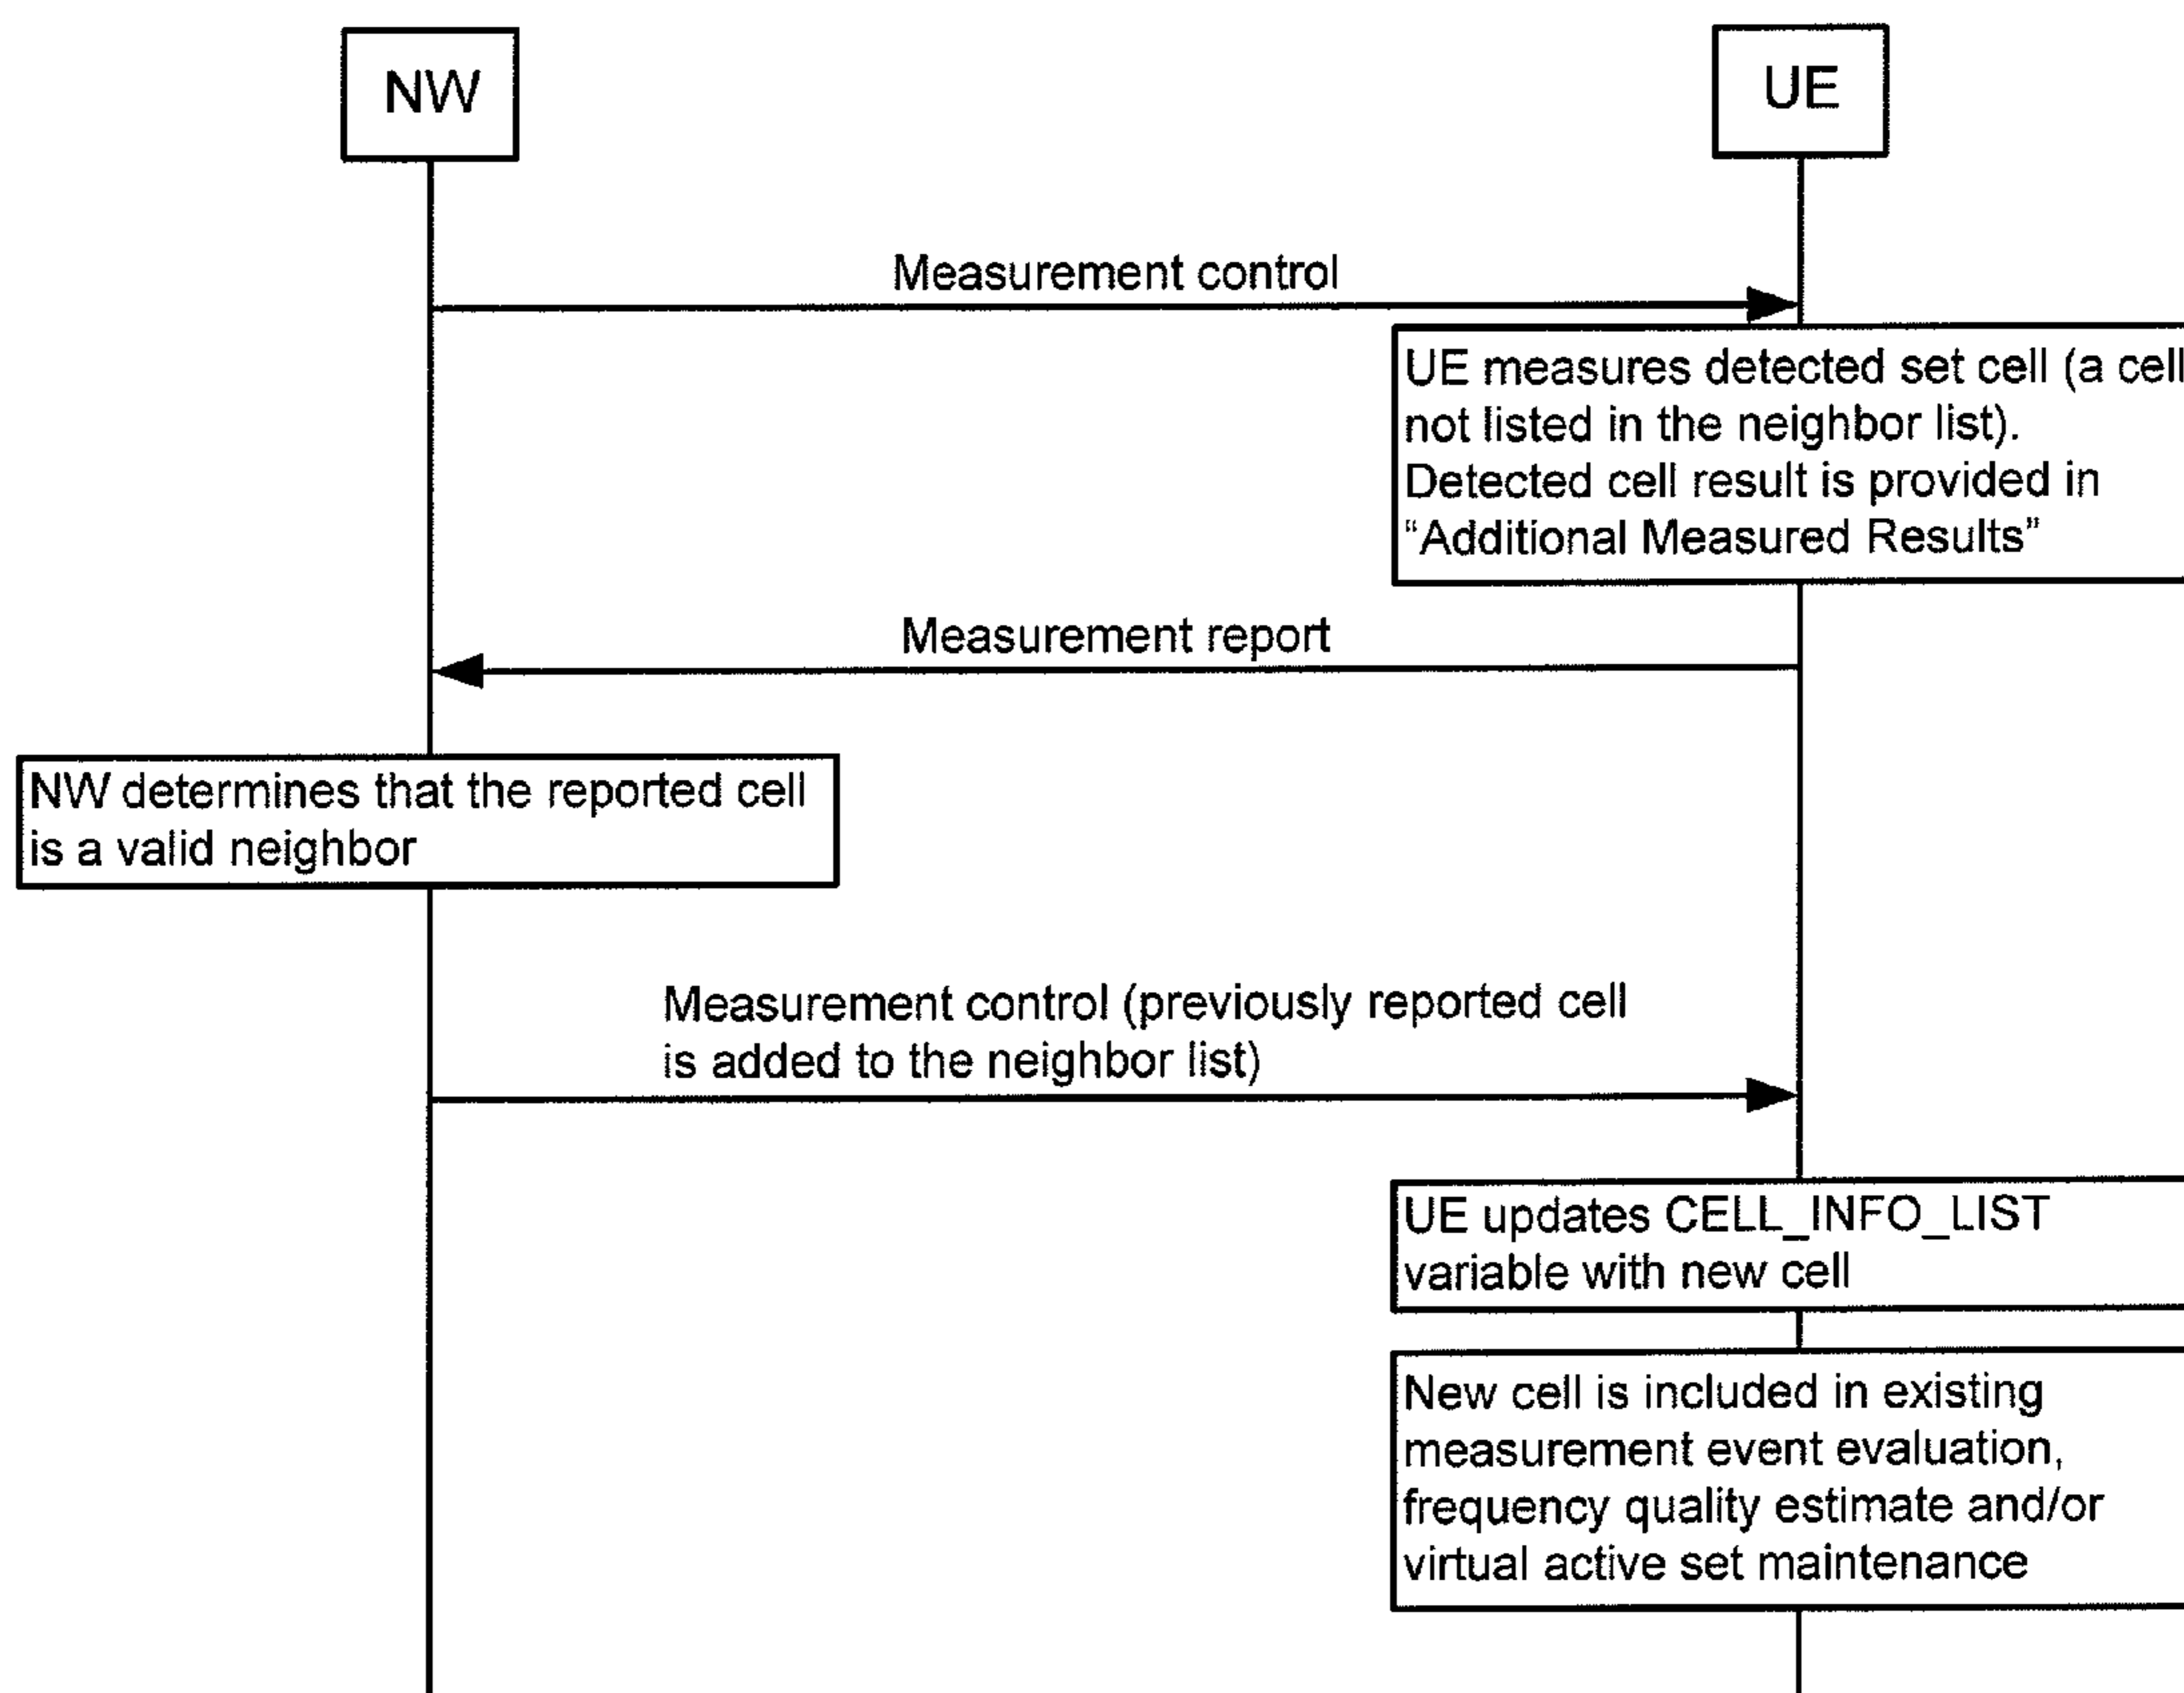 NW
UE
Measurement control
UE measures detected set cell (a cell
not listed in the neighbor list).
Detected cell result is provided in
“Additional Measured Results”
Measurement report
NW determines that the reported cell
is a valid neighbor
Measurement control (previously reported cell
is added to the neighbor list)
UE updates CELL_INFO_LIST
variable with new cell
New cell is included in existing
measurement event evaluation,
frequency quality estimate and/or
virtual active set maintenance